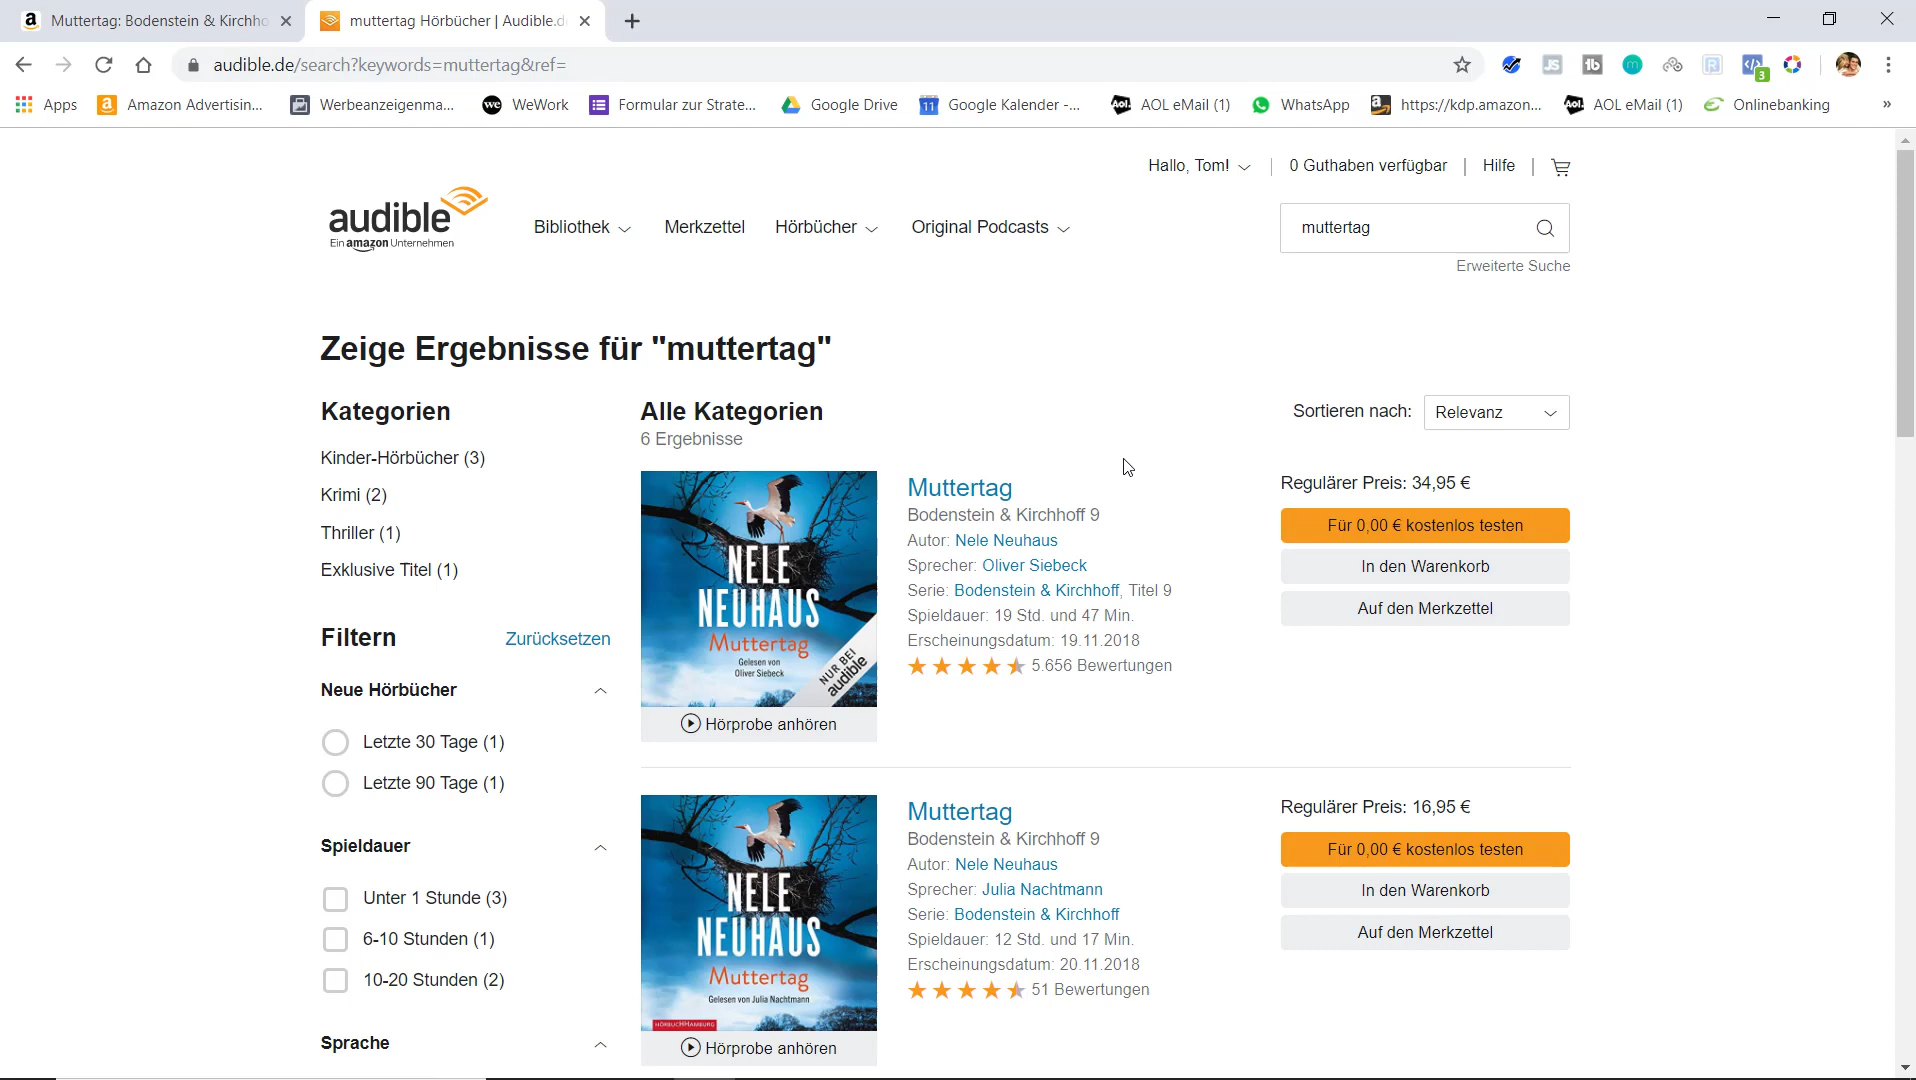 Muttertag: Bodenstein & Kirchho
muttertag Hörbücher | Audible.d
audible.de/search?keywords=muttertag&ref=
Apps
Amazon Advertisin...
Werbeanzeigenma...
WeWork
Formular zur Strate...
Google Drive
Google Kalender -...
AOL eMail (1)
WhatsApp
https://kdp.amazon...
AOL eMail (1)
Onlinebanking
»
Hallo, Tom!
0 Guthaben verfügbar
Hilfe
audible
Ein amazon Unternehmen
Bibliothek
Merkzettel
Hörbücher
Original Podcasts
muttertag
Erweiterte Suche
Zeige Ergebnisse für "muttertag"
Kategorien
Kinder-Hörbücher (3)
Krimi (2)
Thriller (1)
Exklusive Titel (1)
Filtern
Zurücksetzen
Neue Hörbücher
Letzte 30 Tage (1)
Letzte 90 Tage (1)
Spieldauer
Unter 1 Stunde (3)
6-10 Stunden (1)
10-20 Stunden (2)
Sprache
Alle Kategorien
6 Ergebnisse
Sortieren nach:
Relevanz
NELE
NEUHAUS
Muttertag
Gelesen von
Oliver Siebeck
NUR BEI
audible
Hörprobe anhören
Muttertag
Bodenstein & Kirchhoff 9
Autor: Nele Neuhaus
Sprecher: Oliver Siebeck
Serie: Bodenstein & Kirchhoff, Titel 9
Spieldauer: 19 Std. und 47 Min.
Erscheinungsdatum: 19.11.2018
5.656 Bewertungen
Regulärer Preis: 34,95 €
Für 0,00 € kostenlos testen
In den Warenkorb
Auf den Merkzettel
NELE
NEUHAUS
Muttertag
Gelesen von Julia Nachtmann
HÖRBUCHHAMBURG
Hörprobe anhören
Muttertag
Bodenstein & Kirchhoff 9
Autor: Nele Neuhaus
Sprecher: Julia Nachtmann
Serie: Bodenstein & Kirchhoff
Spieldauer: 12 Std. und 17 Min.
Erscheinungsdatum: 20.11.2018
51 Bewertungen
Regulärer Preis: 16,95 €
Für 0,00 € kostenlos testen
In den Warenkorb
Auf den Merkzettel